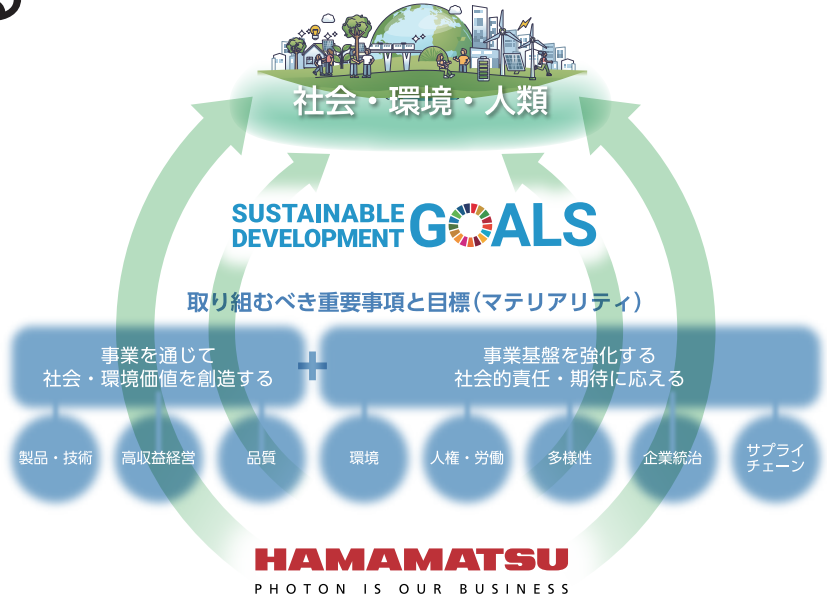 社会・環境・人類
SUSTAINABLE
DEVELOPMENT
GOALS
取り組むべき重要事項と目標(マテリアリティ)
事業を通じて
社会・環境価値を創造する
+
事業基盤を強化する
社会的責任・期待に応える
製品・技術
高収益経営
品質
環境
人権・労働
多様性
企業統治
サプライ
チェーン
HAMAMATSU
PHOTON IS OUR BUSINESS